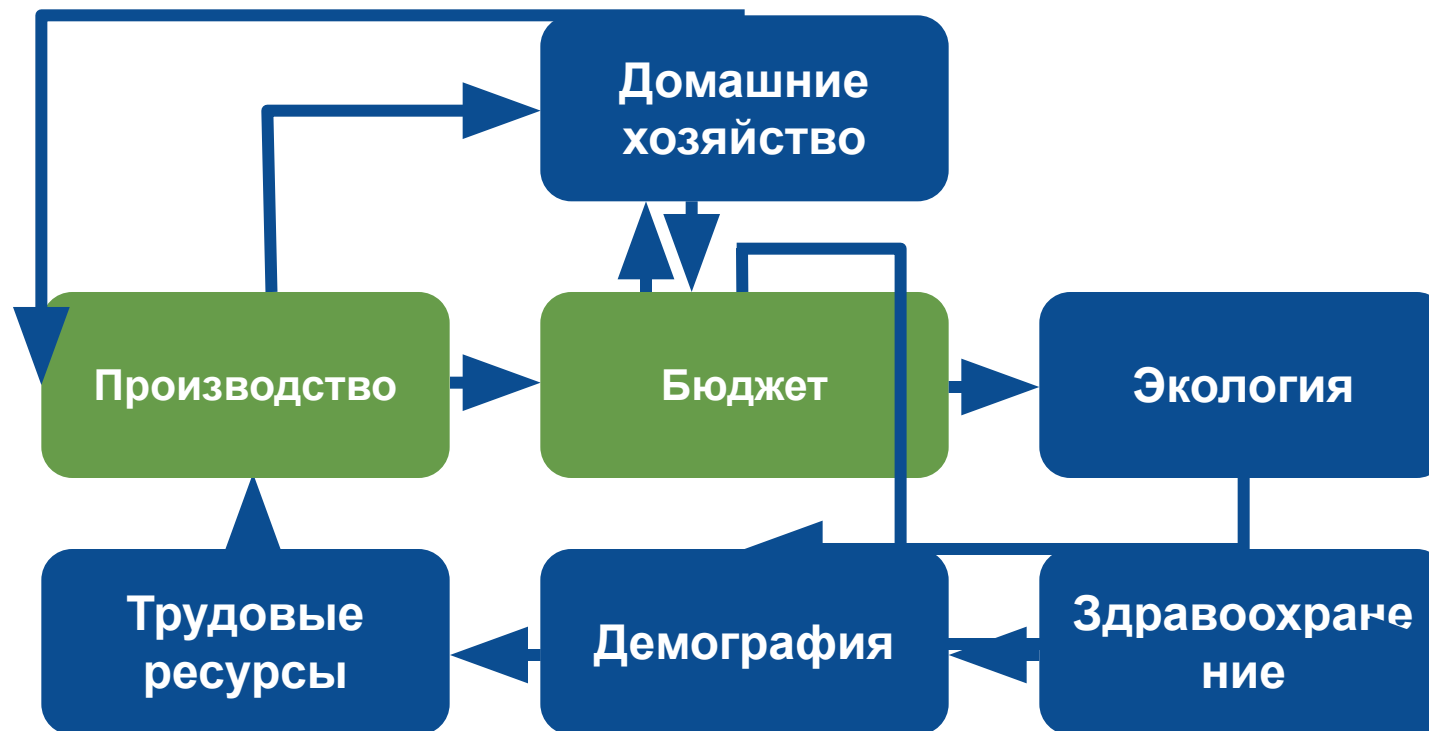 Домашние
хозяйство
Производство
Бюджет
Экология
Трудовые
ресурсы
Демография
Здравоохране
ние